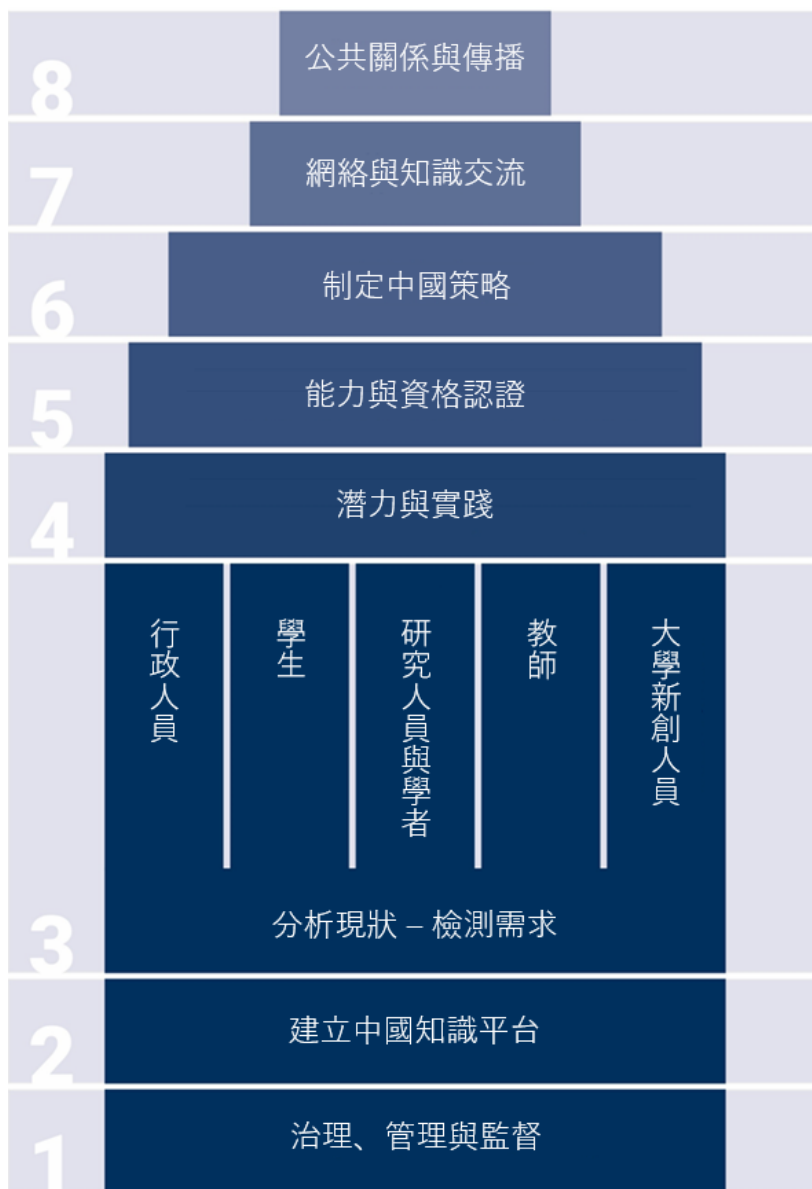 8
公共關係與傳播
7
網絡與知識交流
6
制定中國策略
5
能力與資格認證
4
潛力與實踐
行政人員
學生
研究人員與學者
教師
大學新創人員
3
分析現狀 – 檢測需求
2
建立中國知識平台
1
治理、管理與監督